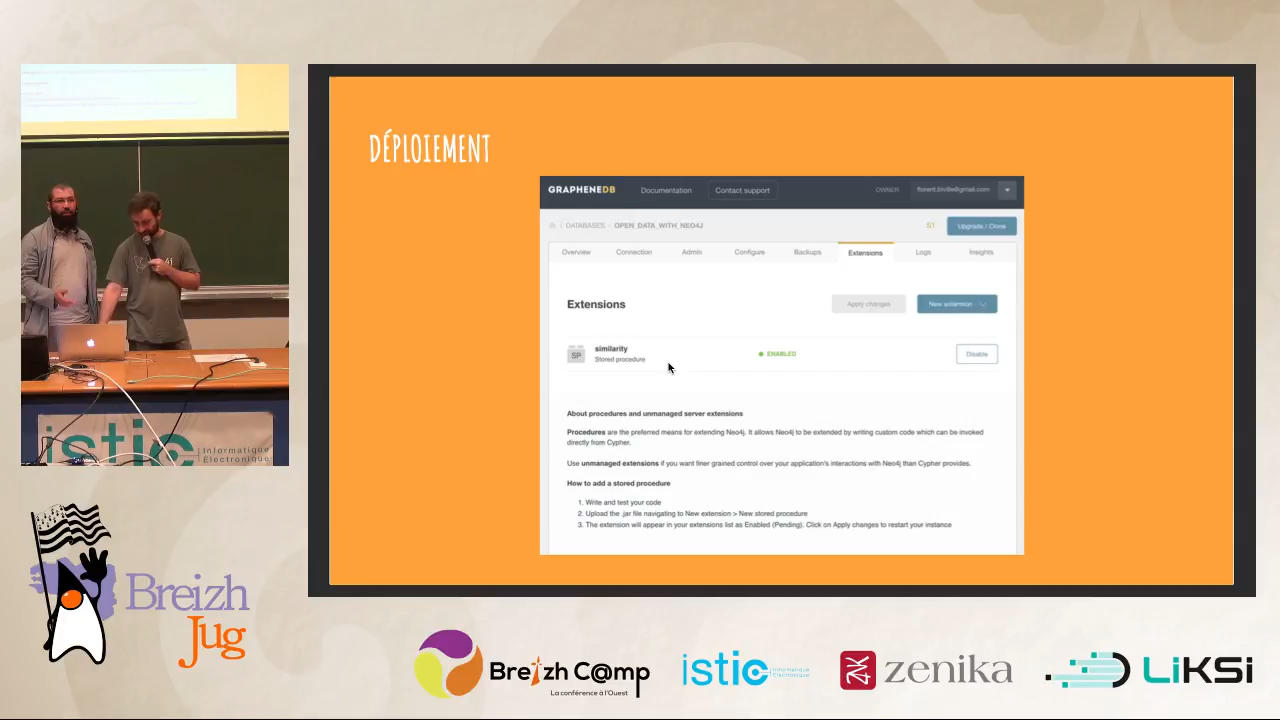 DÉPLOIEMENT
GRAPHENEDB
Documentation
Contact support
OWNER
florent.biville@gmail.com
DATABASES
OPEN_DATA_WITH_NEO4J
S1
Upgrade / Clone
Overview
Connection
Admin
Configure
Backups
Extensions
Logs
Insights
Extensions
Apply changes
New extension
SP
similarity
Stored procedure
ENABLED
Disable
About procedures and unmanaged server extensions
Procedures are the preferred means for extending Neo4j. It allows Neo4j to be extended by writing custom code which can be invoked
directly from Cypher.
Use unmanaged extensions if you want finer grained control over your application's interactions with Neo4j than Cypher provides.
How to add a stored procedure
1. Write and test your code
2. Upload the .jar file navigating to New extension > New stored procedure
3. The extension will appear in your extensions list as Enabled (Pending). Click on Apply changes to restart your instance
istic
Informatique
Électronique
Breizh
Jug
Breizh C@mp
La conférence à l'Ouest
istic
Informatique
Electronique
zenika
LiKSi